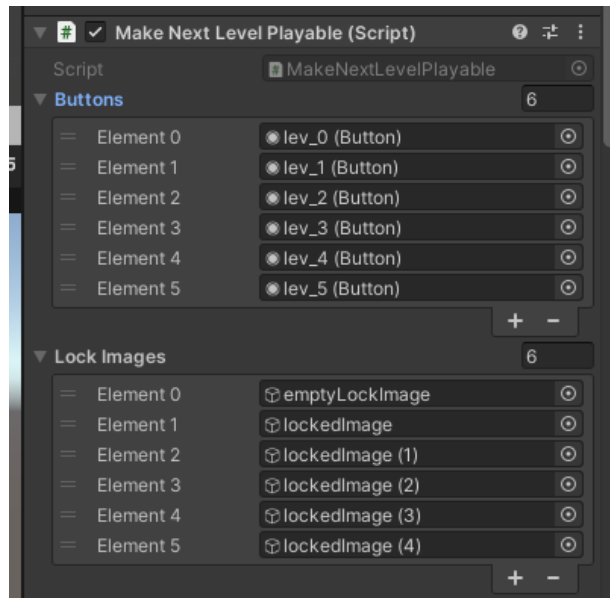 # Make Next Level Playable (Script)
Script # MakeNextLevelPlayable
Buttons 6
5
= Element 0 lev_0 (Button)
= Element 1 lev_1 (Button)
= Element 2 lev_2 (Button)
= Element 3 lev_3 (Button)
= Element 4 lev_4 (Button)
= Element 5 lev_5 (Button)
+ −
Lock Images 6
= Element 0 emptyLockImage
= Element 1 lockedImage
= Element 2 lockedImage (1)
= Element 3 lockedImage (2)
= Element 4 lockedImage (3)
= Element 5 lockedImage (4)
+ −